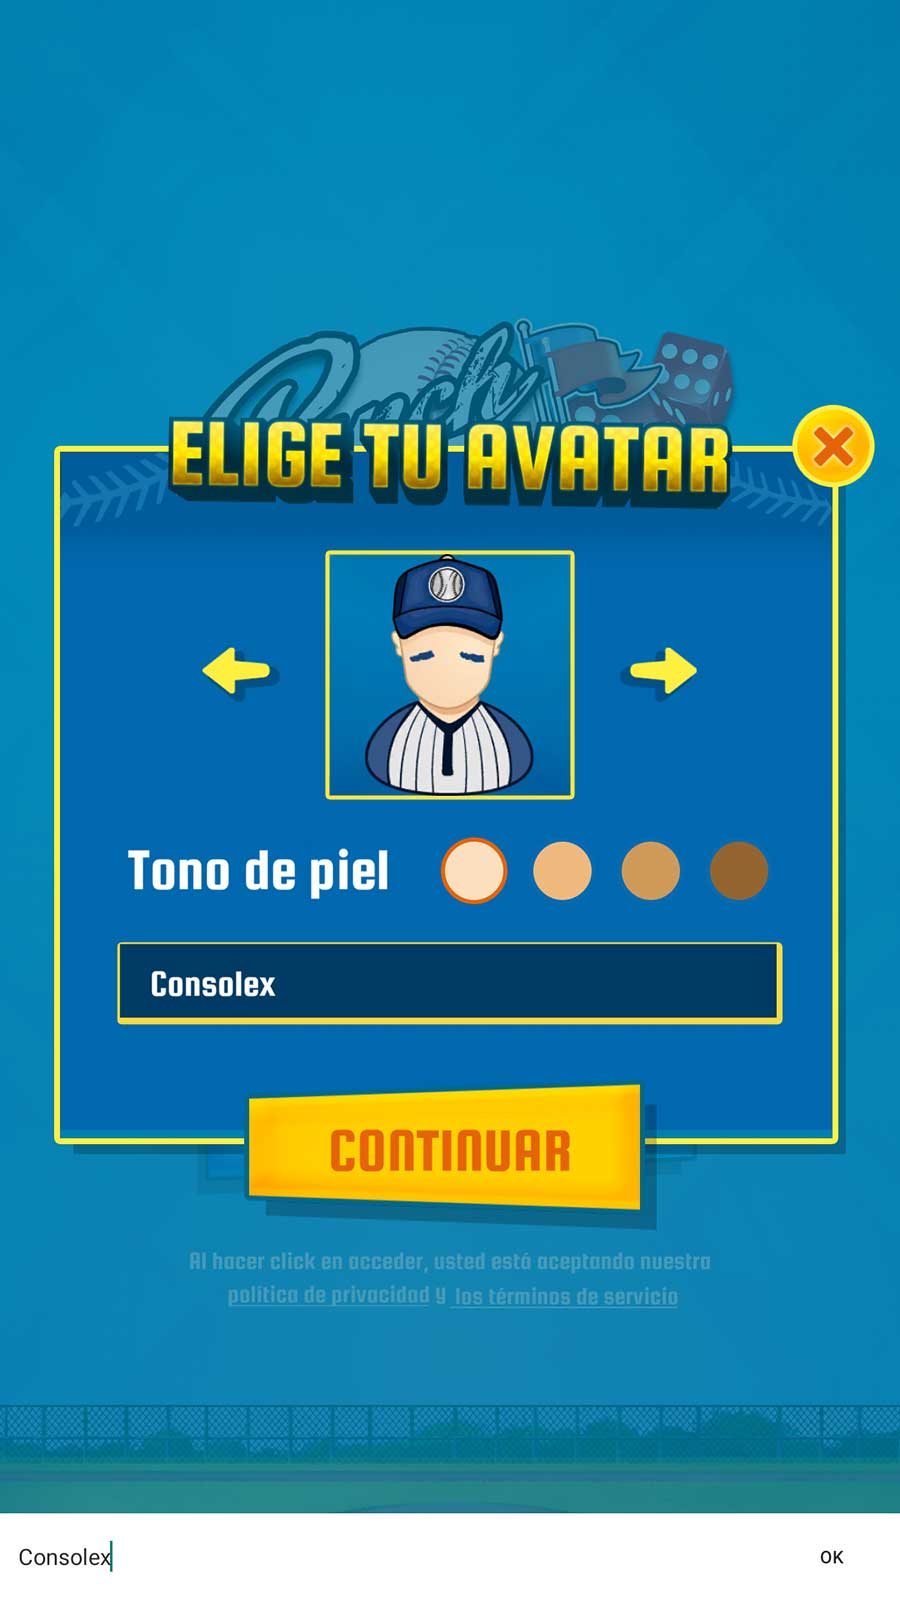 ELIGE TU AVATAR
Tono de piel
Consolex
CONTINUAR
Al hacer click en acceder, usted está aceptando nuestra
política de privacidad y los términos de servicio
Consolex OK